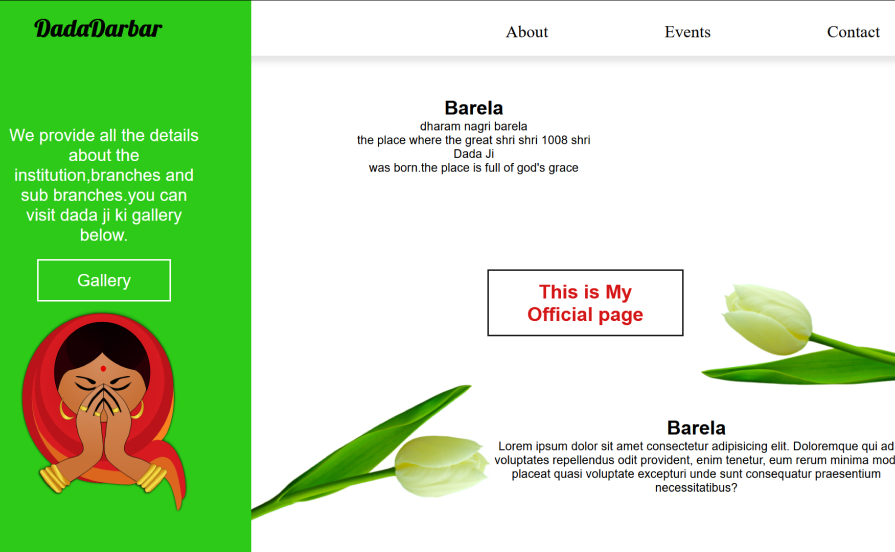 DadaDarbar
About
Events
Contact
We provide all the details
about the
institution,branches and
sub branches.you can
visit dada ji ki gallery
below.
Gallery
Barela
dharam nagri barela
the place where the great shri shri 1008 shri
Dada Ji
was born.the place is full of god's grace
This is My
Official page
Barela
Lorem ipsum dolor sit amet consectetur adipisicing elit. Doloremque qui ad
voluptates repellendus odit provident, enim tenetur, eum rerum minima mod
placeat quasi voluptate excepturi unde sunt consequatur praesentium
necessitatibus?